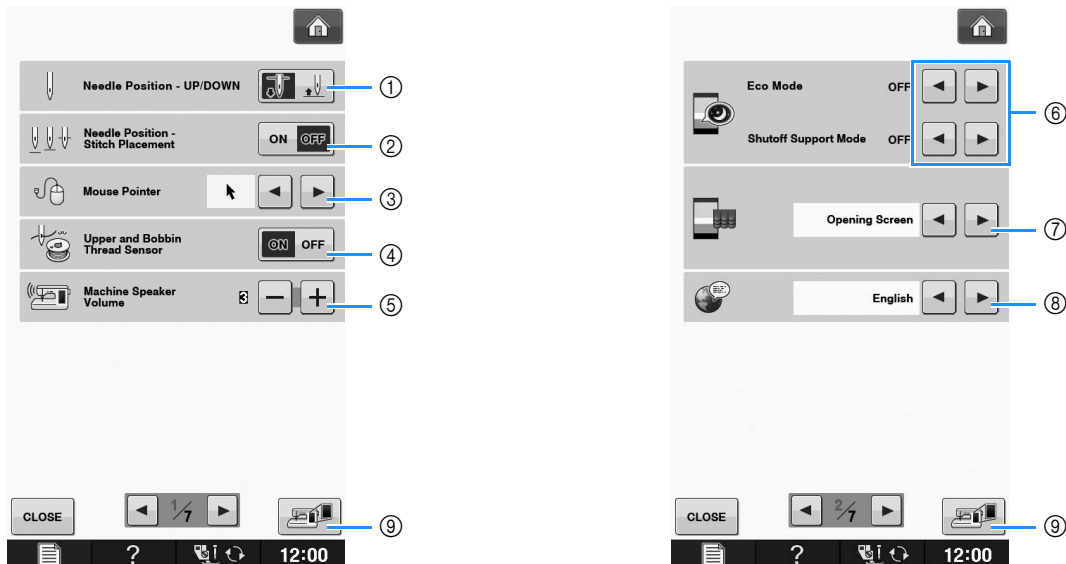 Needle Position - UP/DOWN
①
Needle Position -
Stitch Placement
ON OFF
②
Mouse Pointer
③
Upper and Bobbin
Thread Sensor
ON OFF
④
Machine Speaker
Volume
3
⑤
CLOSE
1/7
⑨
?
12:00
Eco Mode OFF
⑥
Shutoff Support Mode OFF
Opening Screen
⑦
English
⑧
CLOSE
2/7
⑨
?
12:00